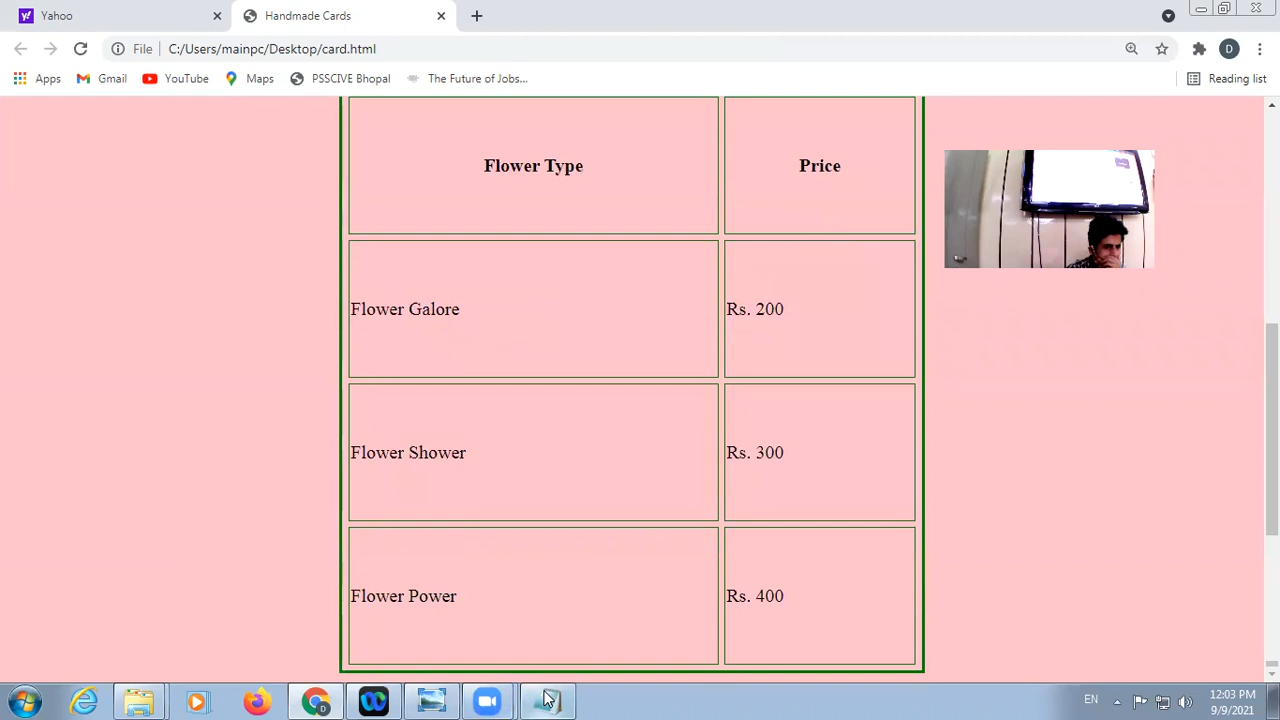 Yahoo
Handmade Cards
File C:/Users/mainpc/Desktop/card.html
D
Apps Gmail YouTube Maps PSSCIVE Bhopal The Future of Jobs... Reading list
Flower Type Price
Flower Galore Rs. 200
Flower Shower Rs. 300
Flower Power Rs. 400
EN 12:03 PM
9/9/2021